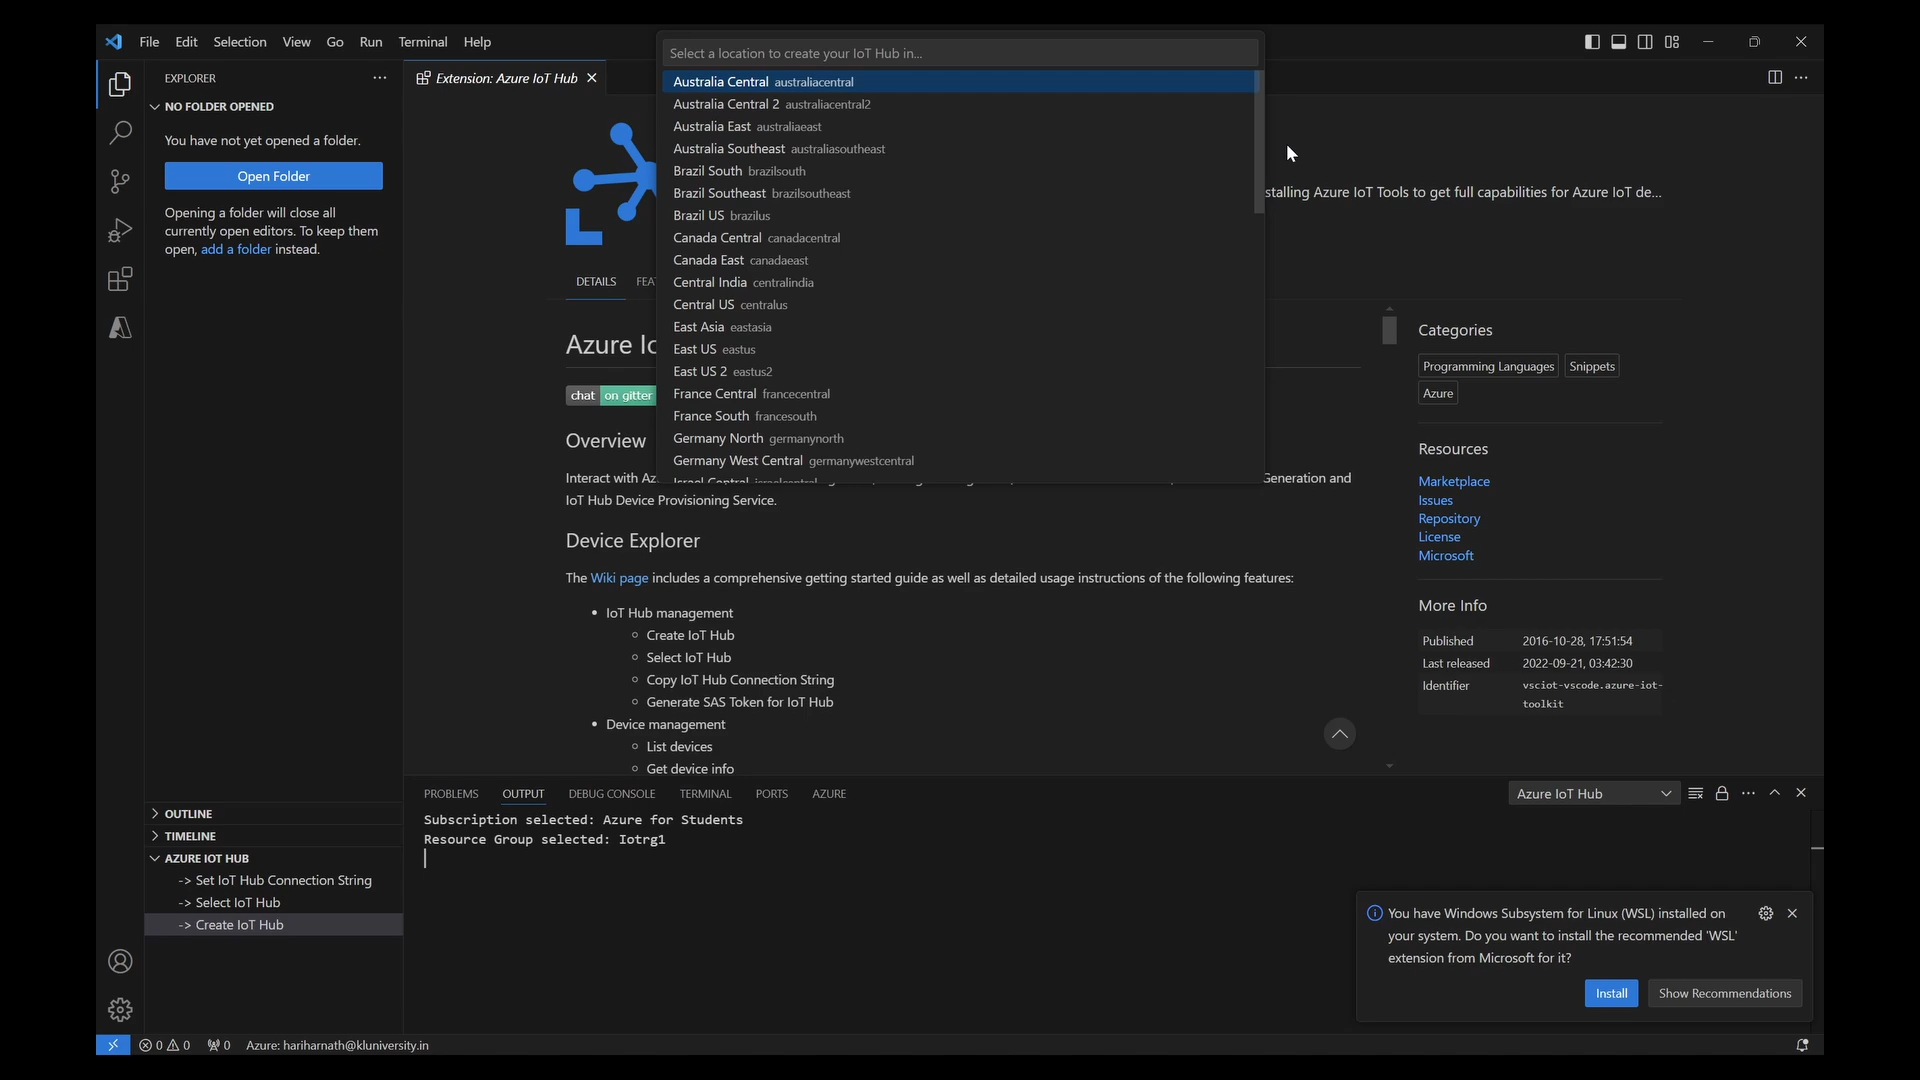 File Edit Selection View Go Run Terminal Help
Select a location to create your IoT Hub in...
EXPLORER
NO FOLDER OPENED
You have not yet opened a folder.
Open Folder
Opening a folder will close all
currently open editors. To keep them
open, add a folder instead.
OUTLINE
TIMELINE
AZURE IOT HUB
-> Set IoT Hub Connection String
-> Select IoT Hub
-> Create IoT Hub
Extension: Azure IoT Hub
Australia Central australiacentral
Australia Central 2 australiacentral2
Australia East australiaeast
Australia Southeast australiasoutheast
Brazil South brazilsouth
Brazil Southeast brazilsoutheast
Brazil US brazilus
Canada Central canadacentral
Canada East canadaeast
Central India centralindia
Central US centralus
East Asia eastasia
East US eastus
East US 2 eastus2
France Central francecentral
France South francesouth
Germany North germanynorth
Germany West Central germanywestcentral
Israel Central israelcentral
stalling Azure IoT Tools to get full capabilities for Azure IoT de...
DETAILS FEA
Azure Io
chat on gitter
Overview
Interact with Az
Generation and
IoT Hub Device Provisioning Service.
Device Explorer
The Wiki page includes a comprehensive getting started guide as well as detailed usage instructions of the following features:
• IoT Hub management
Create IoT Hub
Select IoT Hub
Copy IoT Hub Connection String
Generate SAS Token for IoT Hub
• Device management
List devices
Get device info
Categories
Programming Languages Snippets
Azure
Resources
Marketplace
Issues
Repository
License
Microsoft
More Info
Published 2016-10-28, 17:51:54
Last released 2022-09-21, 03:42:30
Identifier vsciot-vscode.azure-iot-
toolkit
PROBLEMS OUTPUT DEBUG CONSOLE TERMINAL PORTS AZURE
Azure IoT Hub
Subscription selected: Azure for Students
Resource Group selected: Iotrg1
You have Windows Subsystem for Linux (WSL) installed on
your system. Do you want to install the recommended 'WSL'
extension from Microsoft for it?
Install
Show Recommendations
0 0 0 Azure: hariharnath@kluniversity.in